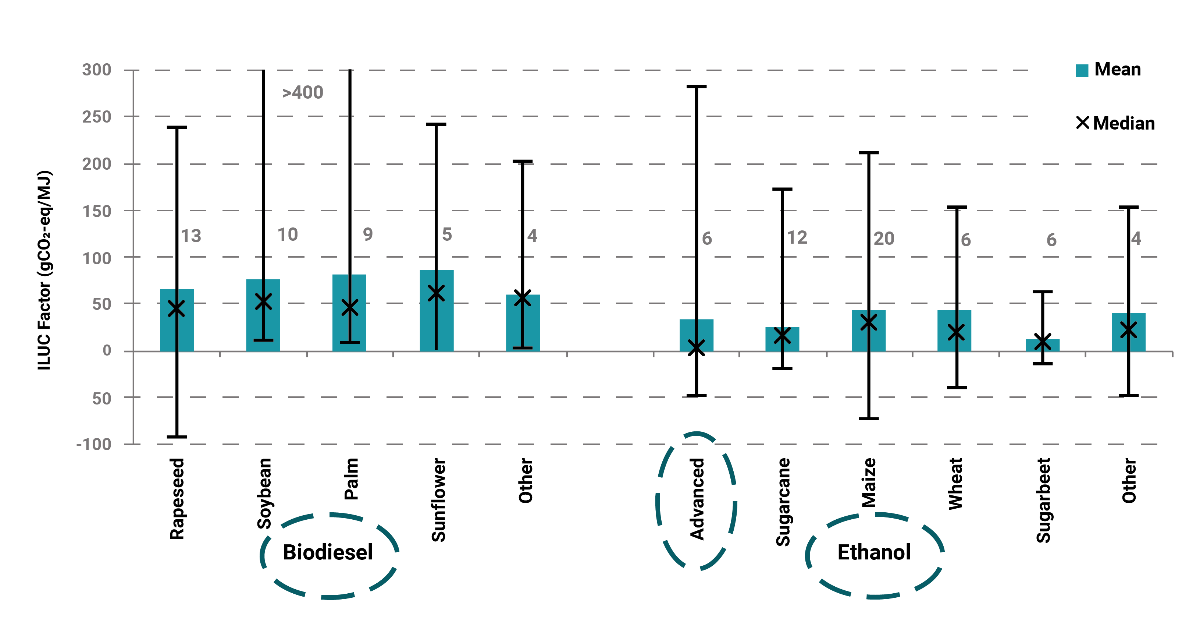 300
250
200
150
100
50
0
50
-100
ILUC Factor (gCO₂-eq/MJ)
>400
Mean
Median
13
10
9
5
4
6
12
20
6
6
4
Rapeseed
Soybean
Palm
Sunflower
Other
Advanced
Sugarcane
Maize
Wheat
Sugarbeet
Other
Biodiesel
Ethanol